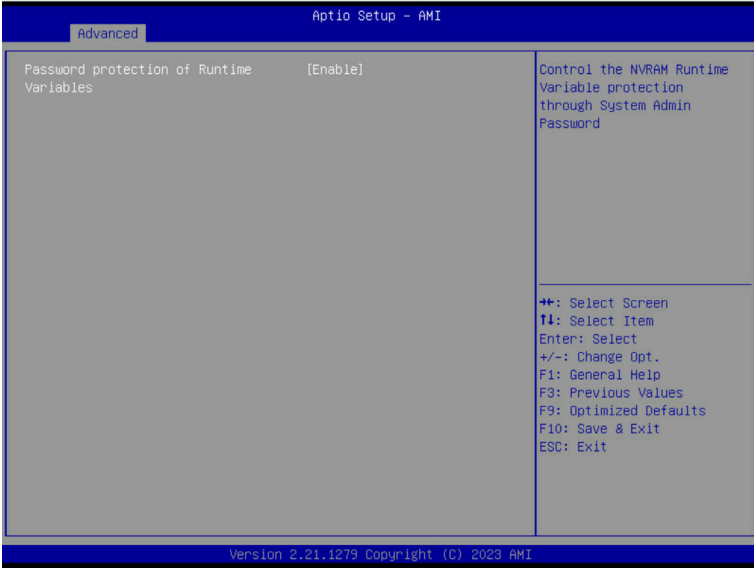 Aptio Setup – AMI
Advanced
Password protection of Runtime [Enable]
Variables
Control the NVRAM Runtime
Variable protection
through System Admin
Password
→←: Select Screen
↑↓: Select Item
Enter: Select
+/-: Change Opt.
F1: General Help
F3: Previous Values
F9: Optimized Defaults
F10: Save & Exit
ESC: Exit
Version 2.21.1279 Copyright (C) 2023 AMI